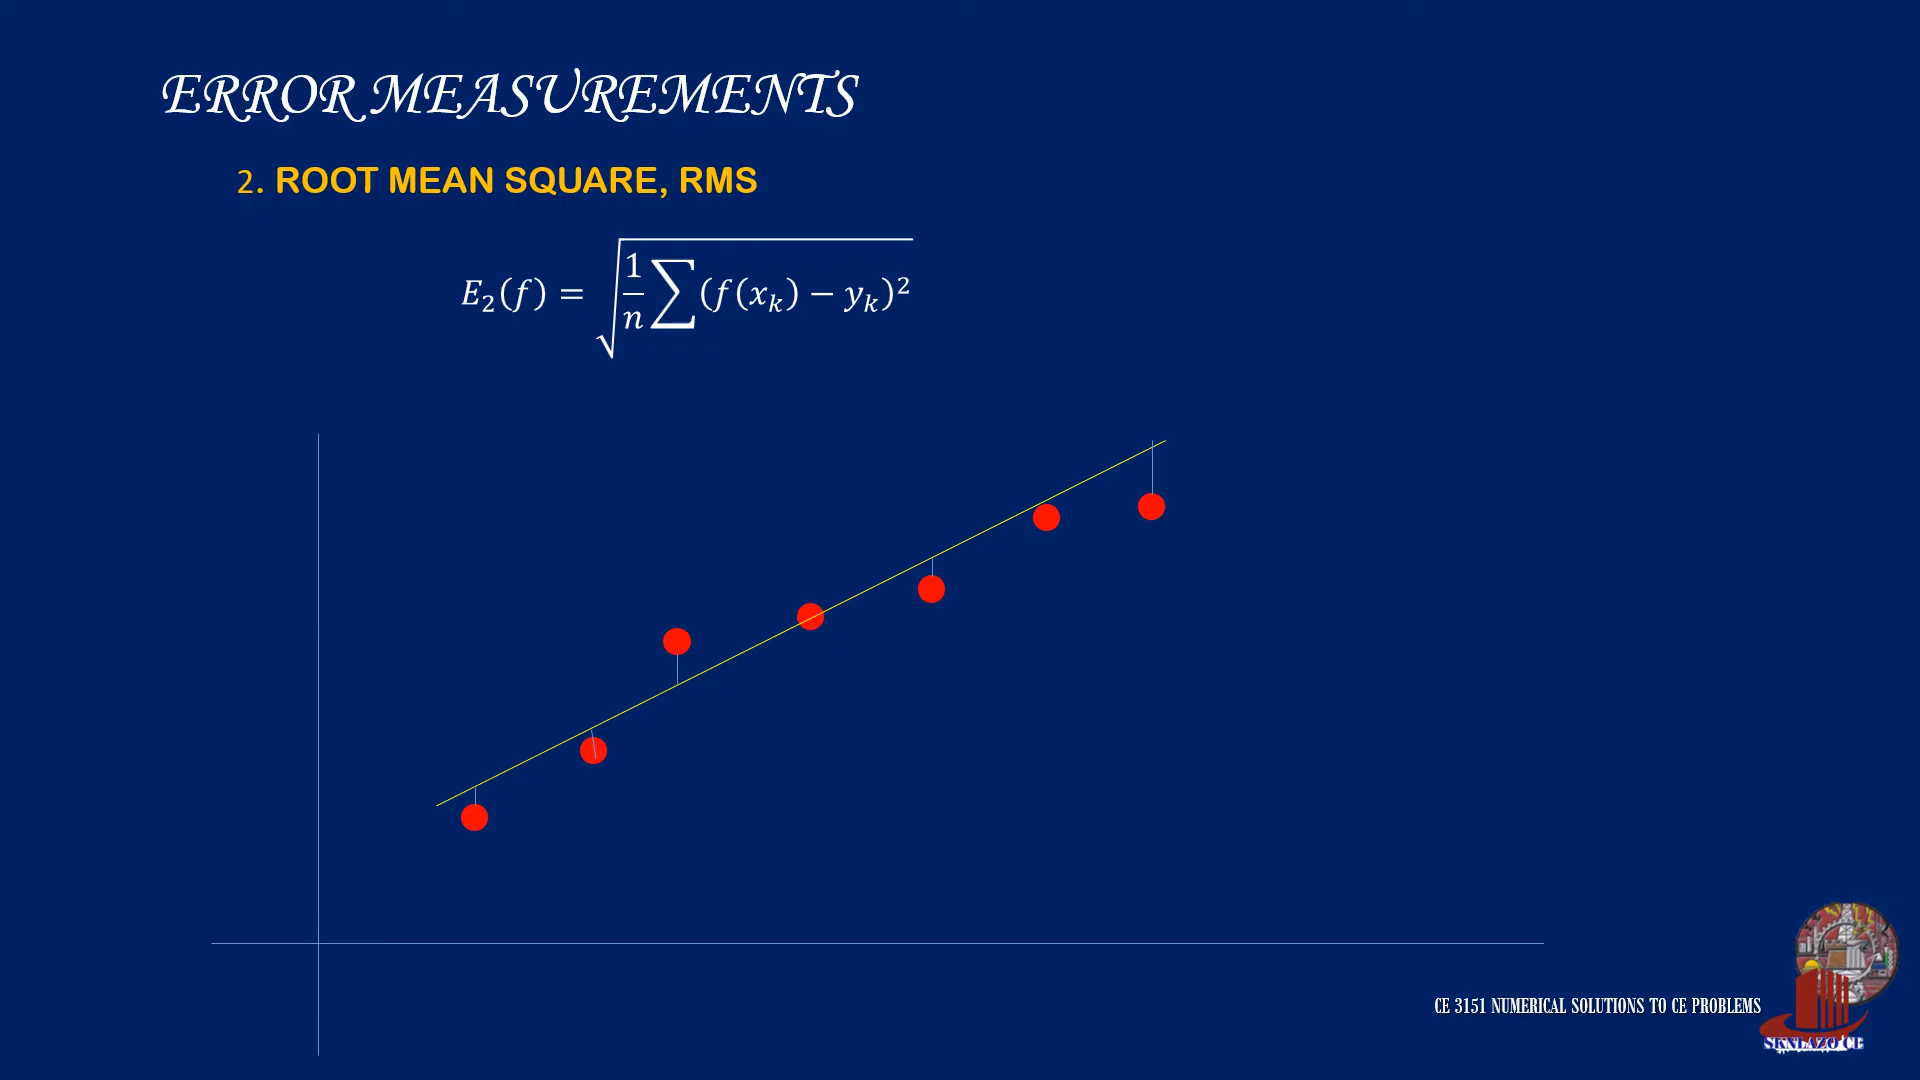 ERROR MEASUREMENTS
2. ROOT MEAN SQUARE, RMS
E₂(f) = √(1/n ∑(f(xₖ) − yₖ)²)
CE 3151 NUMERICAL SOLUTIONS TO CE PROBLEMS